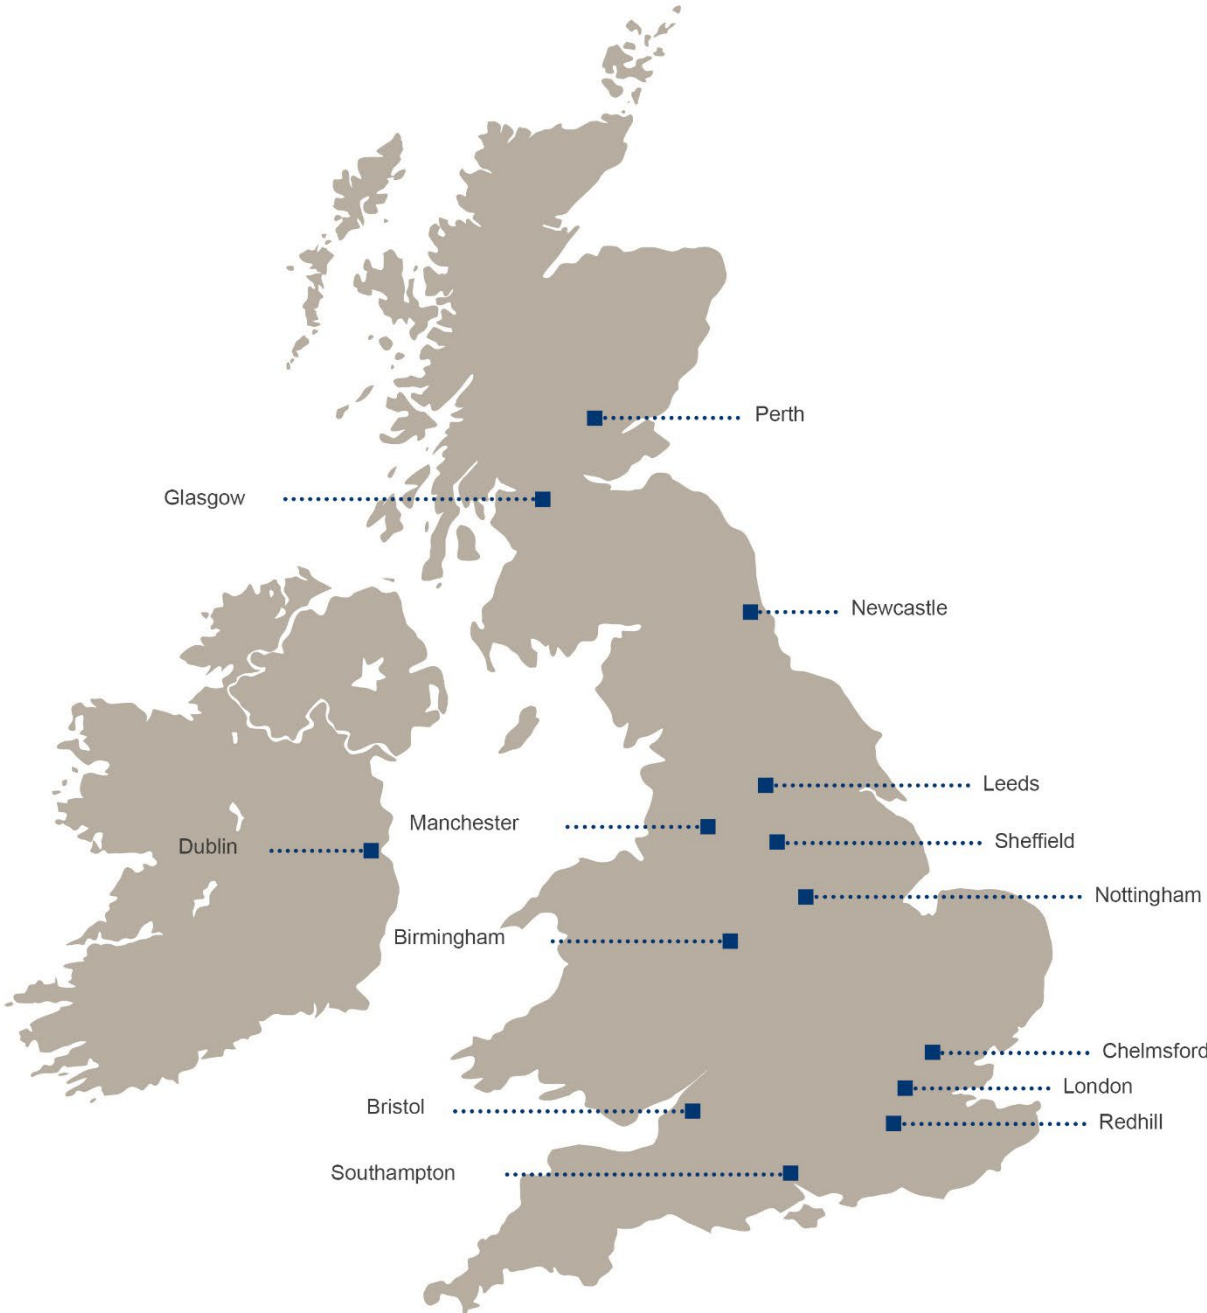 Perth
Glasgow
Newcastle
Leeds
Manchester
Sheffield
Dublin
Nottingham
Birmingham
Chelmsford
London
Bristol
Redhill
Southampton